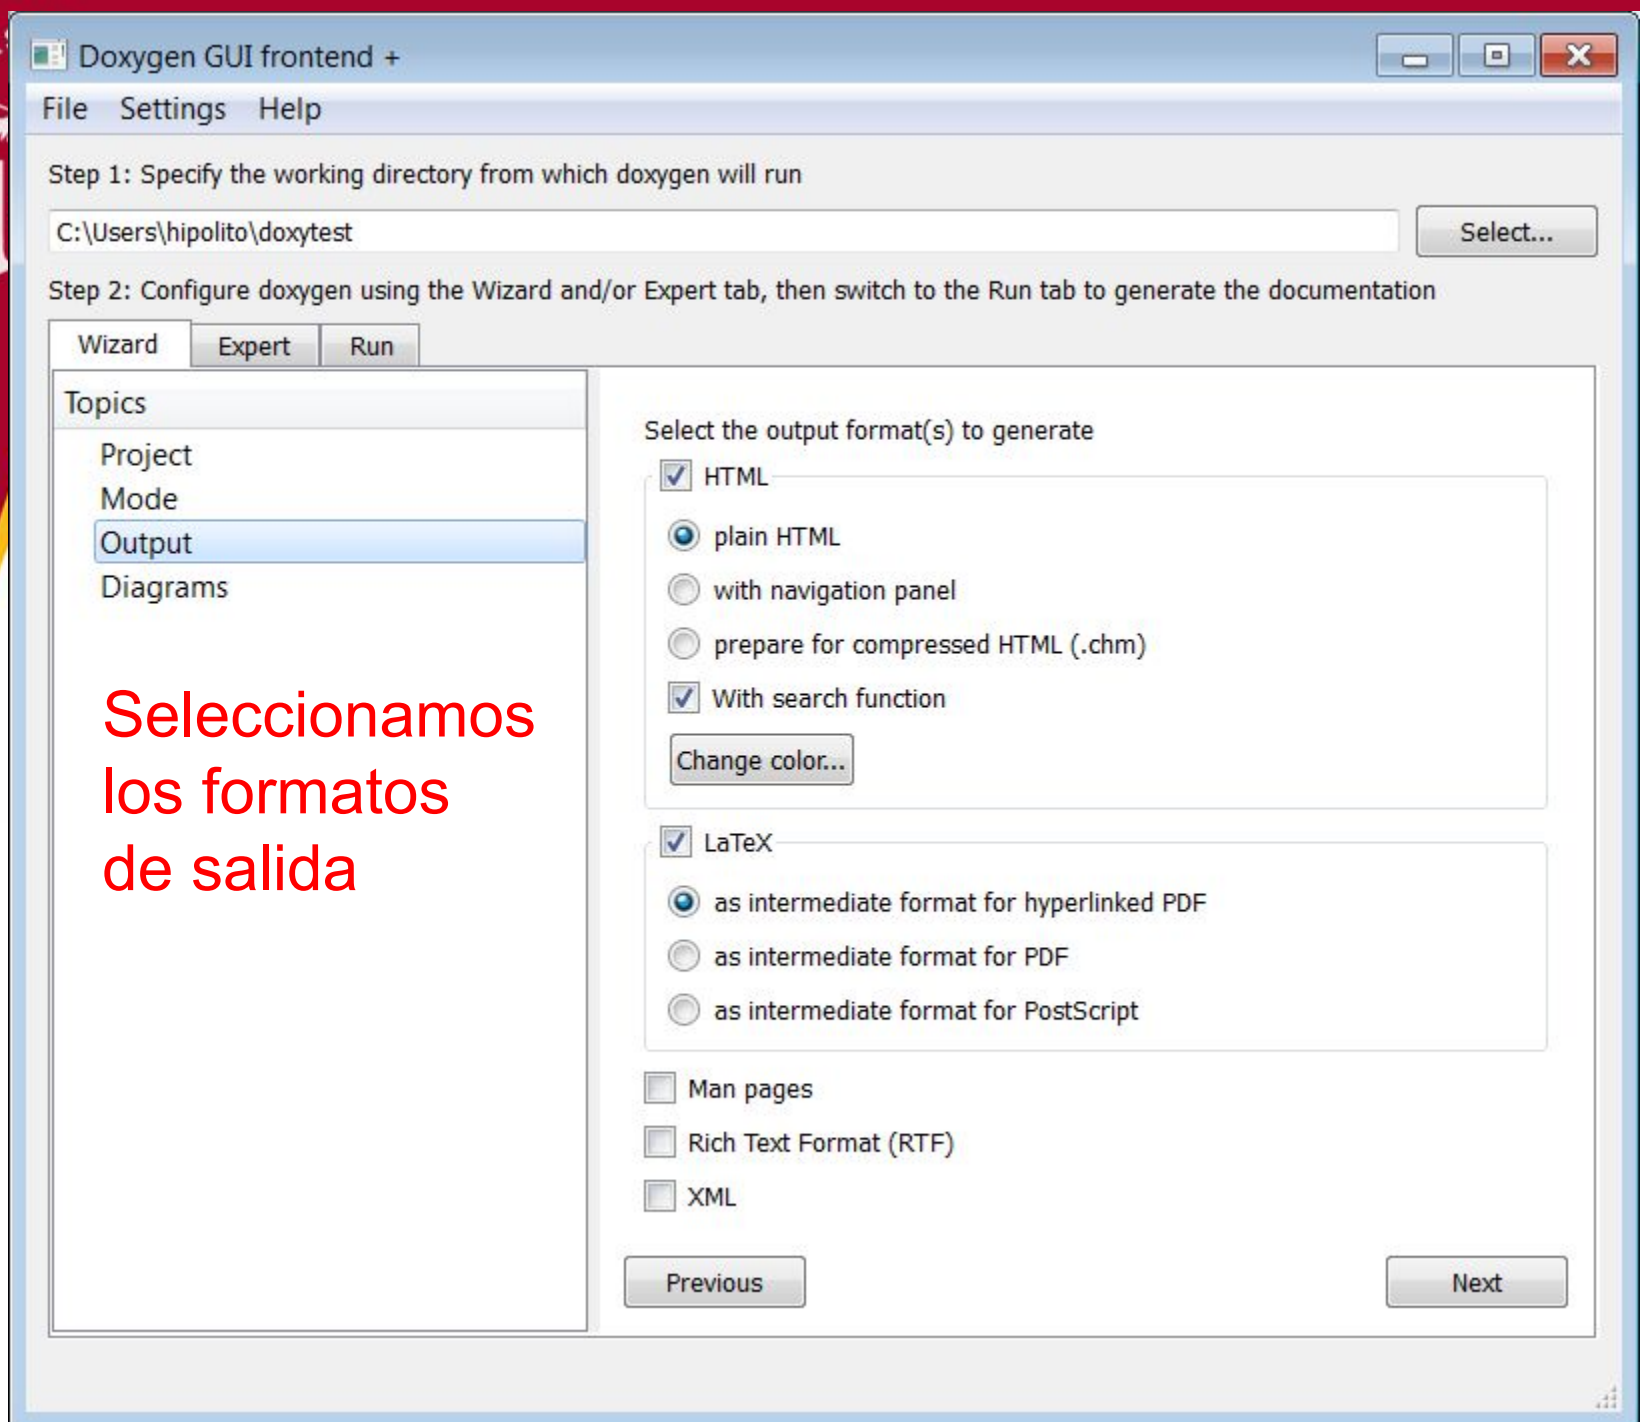 Doxygen GUI frontend +
File Settings Help
Step 1: Specify the working directory from which doxygen will run
C:\Users\hipolito\doxytest
Select...
Step 2: Configure doxygen using the Wizard and/or Expert tab, then switch to the Run tab to generate the documentation
Wizard Expert Run
Topics
Project
Mode
Output
Diagrams
Seleccionamos
los formatos
de salida
Select the output format(s) to generate
HTML
plain HTML
with navigation panel
prepare for compressed HTML (.chm)
With search function
Change color...
LaTeX
as intermediate format for hyperlinked PDF
as intermediate format for PDF
as intermediate format for PostScript
Man pages
Rich Text Format (RTF)
XML
Previous
Next